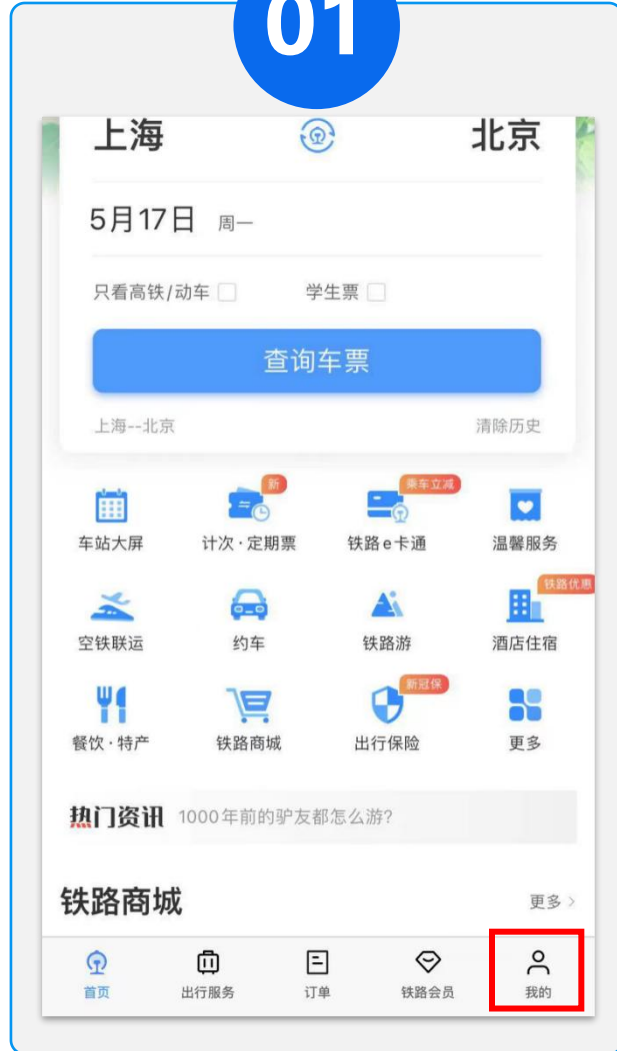 01
上海 北京
5月17日 周一
只看高铁/动车 学生票
查询车票
上海--北京 清除历史
新 乘车立减
车站大屏 计次·定期票 铁路e卡通 温馨服务
铁路优惠
空铁联运 约车 铁路游 酒店住宿
新冠保
餐饮·特产 铁路商城 出行保险 更多
热门资讯 1000年前的驴友都怎么游?
铁路商城 更多 >
首页 出行服务 订单 铁路会员 我的